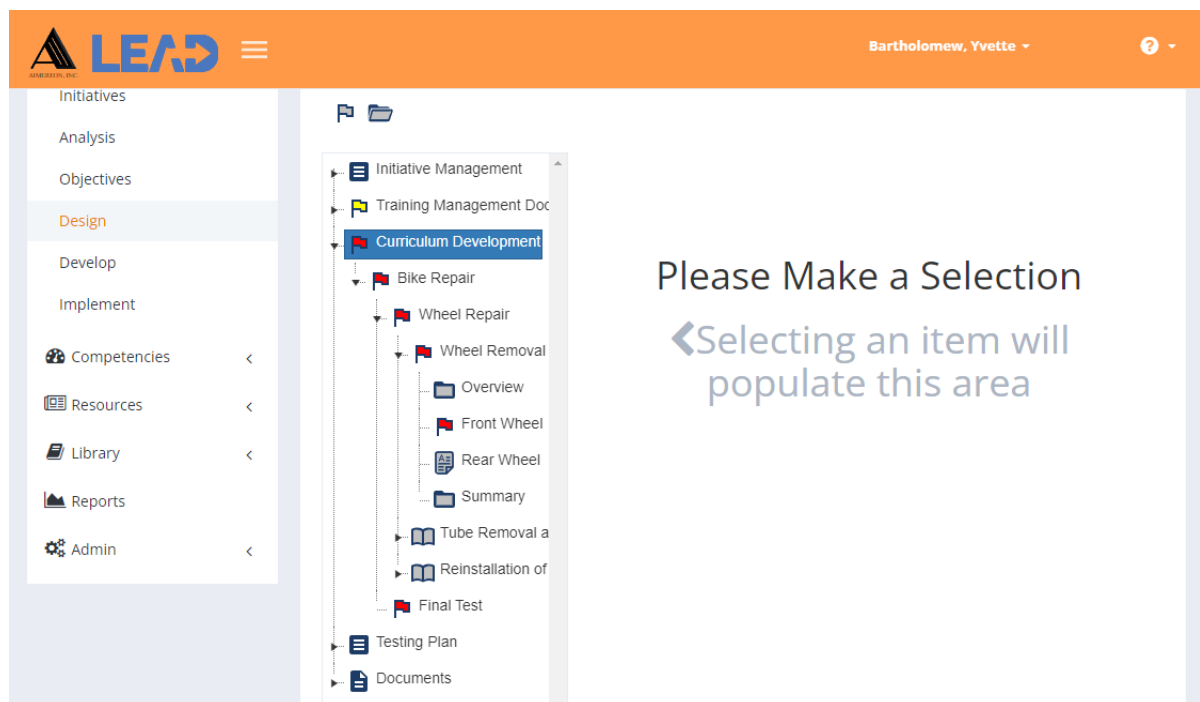 AIMEREON, INC.
LEAD
Bartholomew, Yvette
?
Initiatives
Analysis
Objectives
Design
Develop
Implement
Competencies
Resources
Library
Reports
Admin
Initiative Management
Training Management Doc
Curriculum Development
Bike Repair
Wheel Repair
Wheel Removal
Overview
Front Wheel
Rear Wheel
Summary
Tube Removal a
Reinstallation of
Final Test
Testing Plan
Documents
Please Make a Selection
Selecting an item will
populate this area